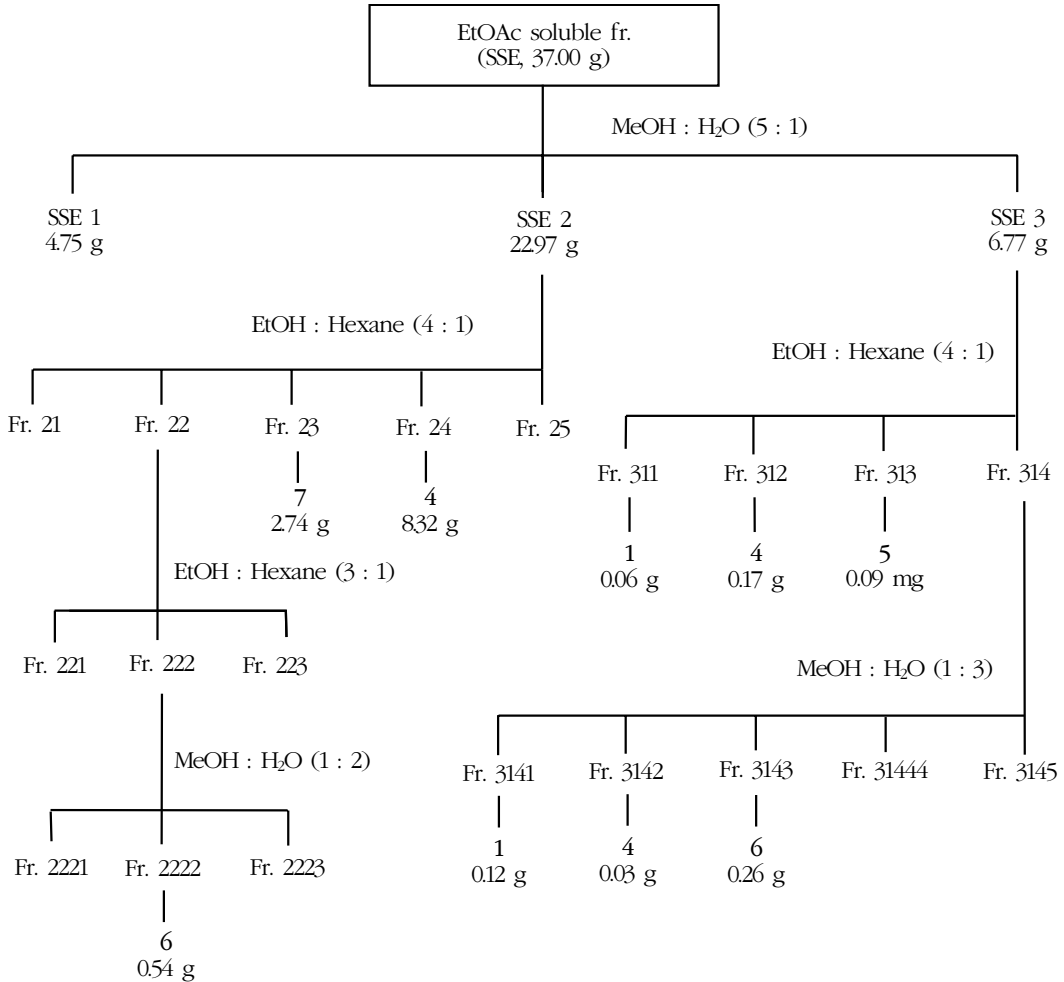 EtOAc soluble fr.
(SSE, 37.00 g)
MeOH : H₂O (5 : 1)
SSE 1
4.75 g
SSE 2
22.97 g
SSE 3
6.77 g
EtOH : Hexane (4 : 1)
EtOH : Hexane (4 : 1)
Fr. 21
Fr. 22
Fr. 23
Fr. 24
Fr. 25
7
2.74 g
4
8.32 g
Fr. 311
Fr. 312
Fr. 313
Fr. 314
1
0.06 g
4
0.17 g
5
0.09 mg
EtOH : Hexane (3 : 1)
Fr. 221
Fr. 222
Fr. 223
MeOH : H₂O (1 : 3)
MeOH : H₂O (1 : 2)
Fr. 3141
Fr. 3142
Fr. 3143
Fr. 31444
Fr. 3145
1
0.12 g
4
0.03 g
6
0.26 g
Fr. 2221
Fr. 2222
Fr. 2223
6
0.54 g